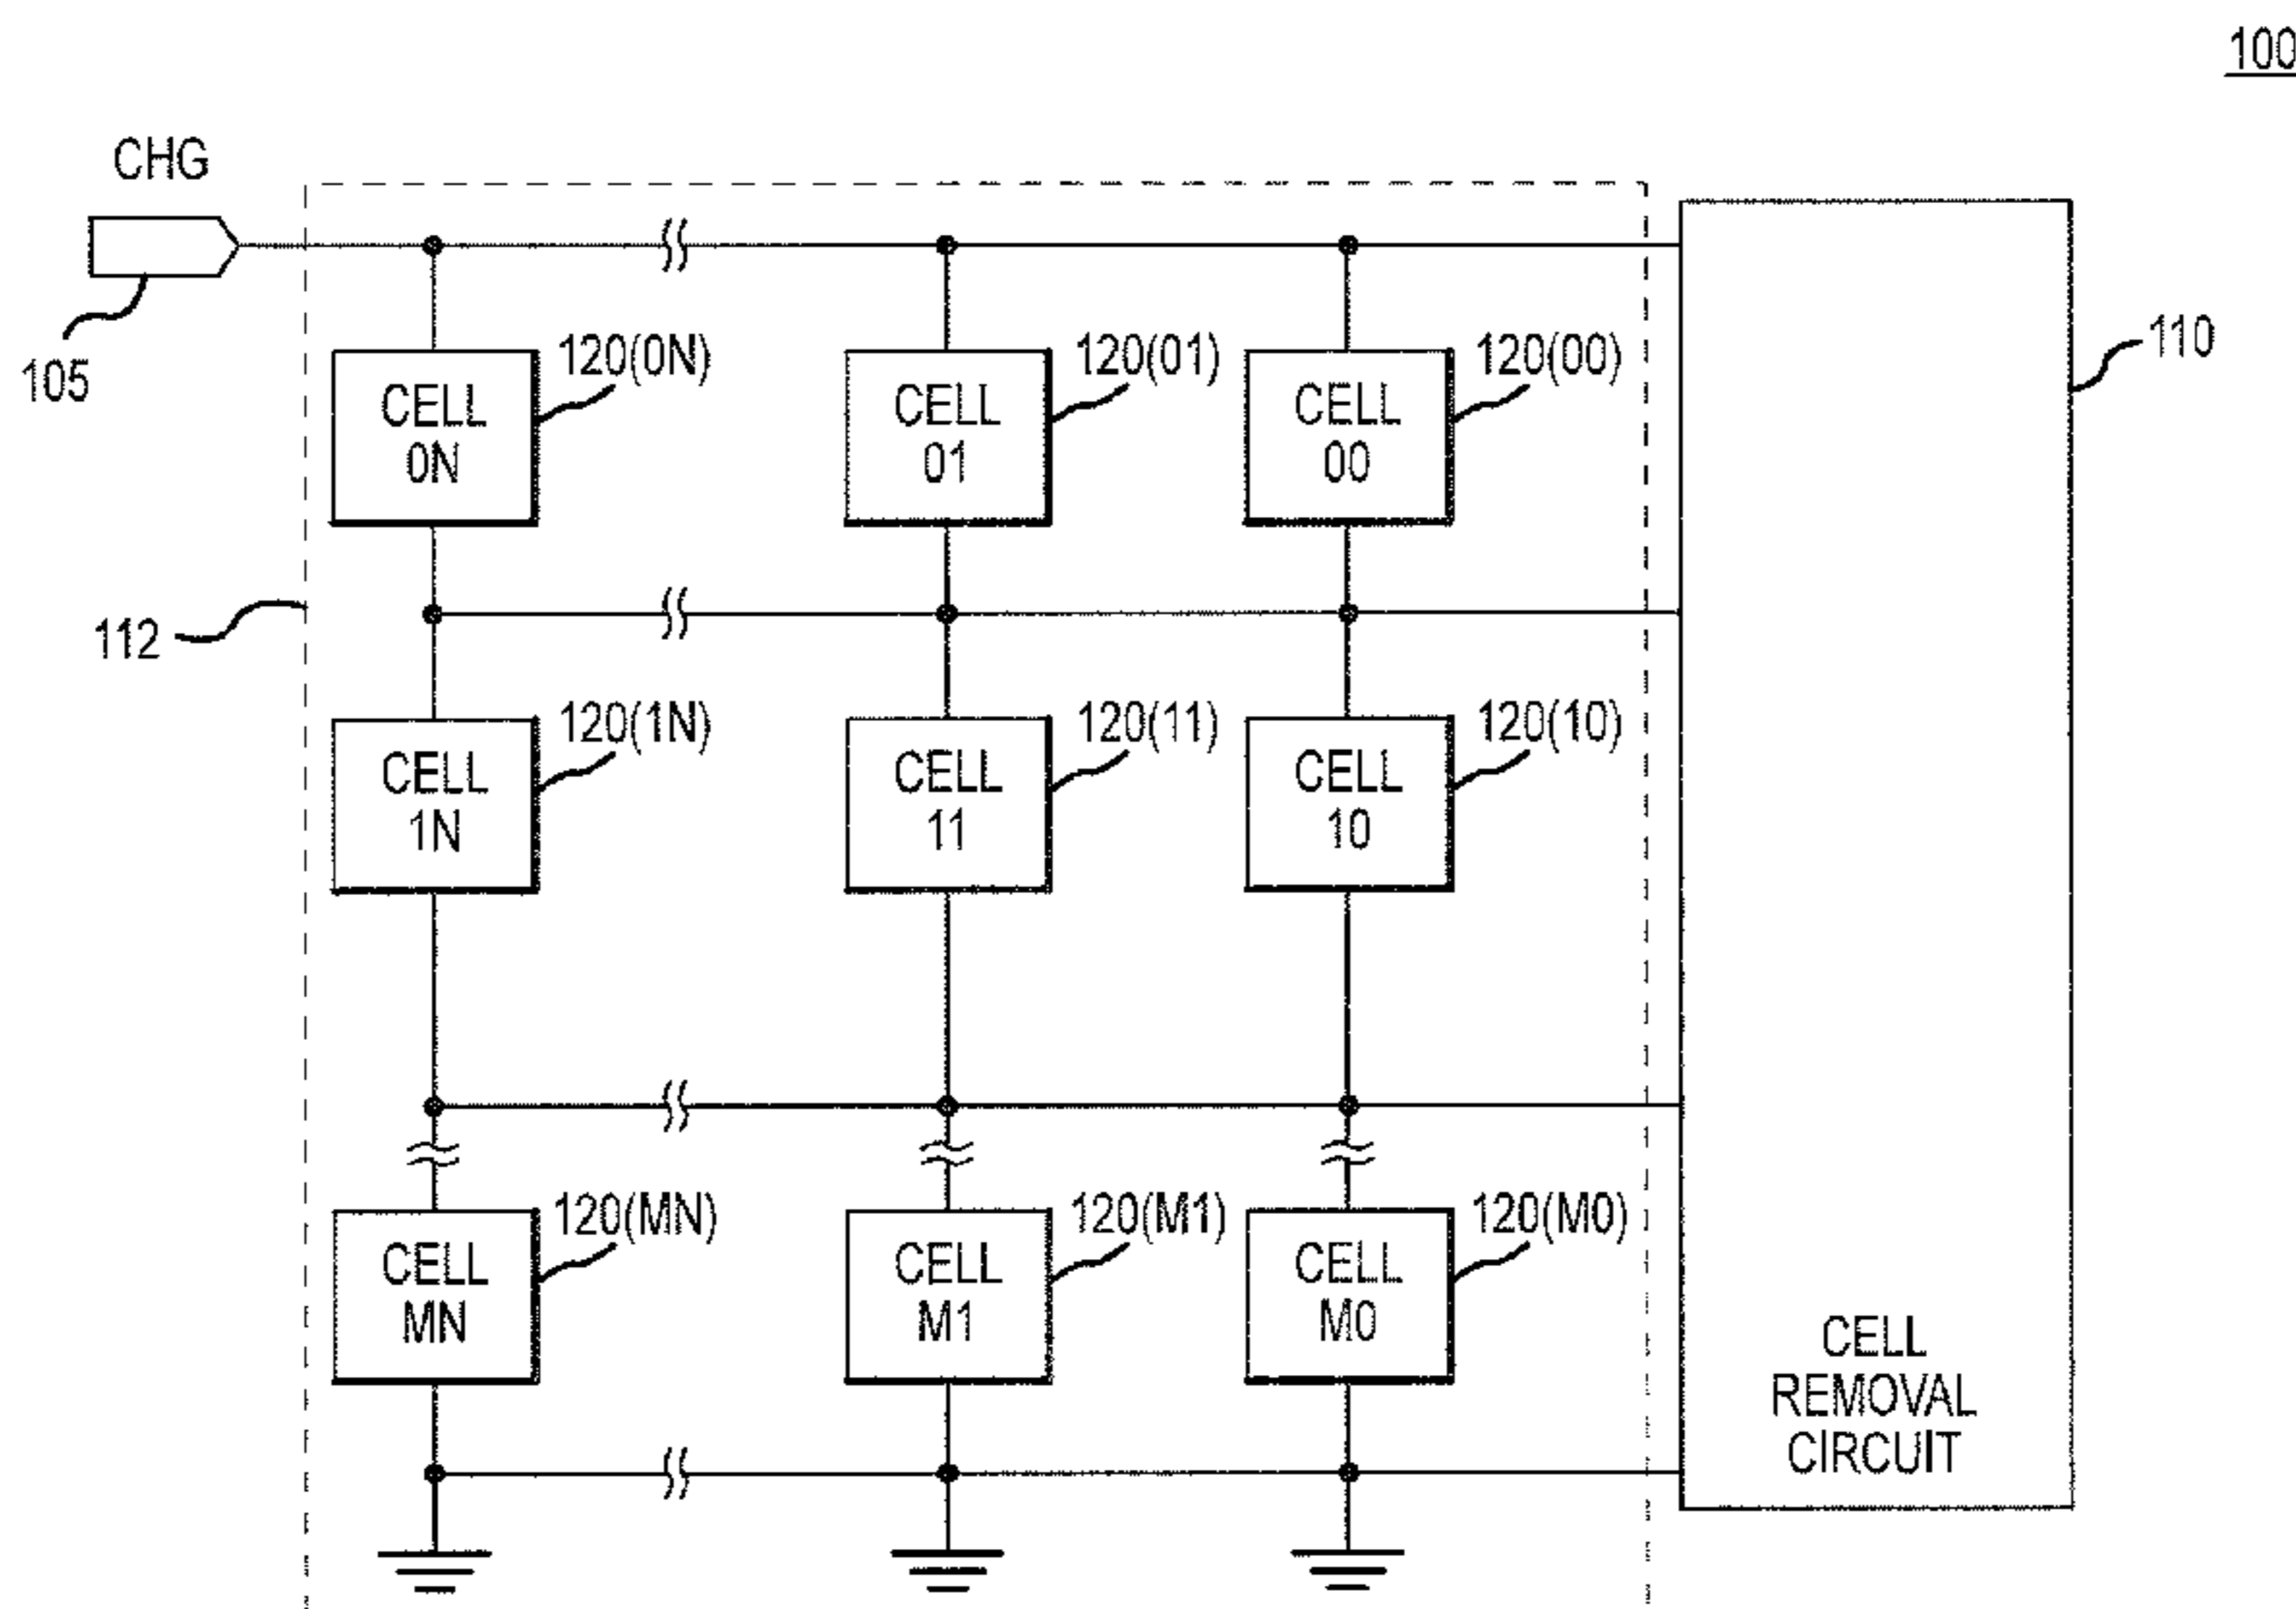 100
CHG
105
120(0N)
120(01)
120(00)
110
CELL
0N
CELL
01
CELL
00
112
120(1N)
120(11)
120(10)
CELL
1N
CELL
11
CELL
10
120(MN)
120(M1)
120(M0)
CELL
MN
CELL
M1
CELL
M0
CELL
REMOVAL
CIRCUIT